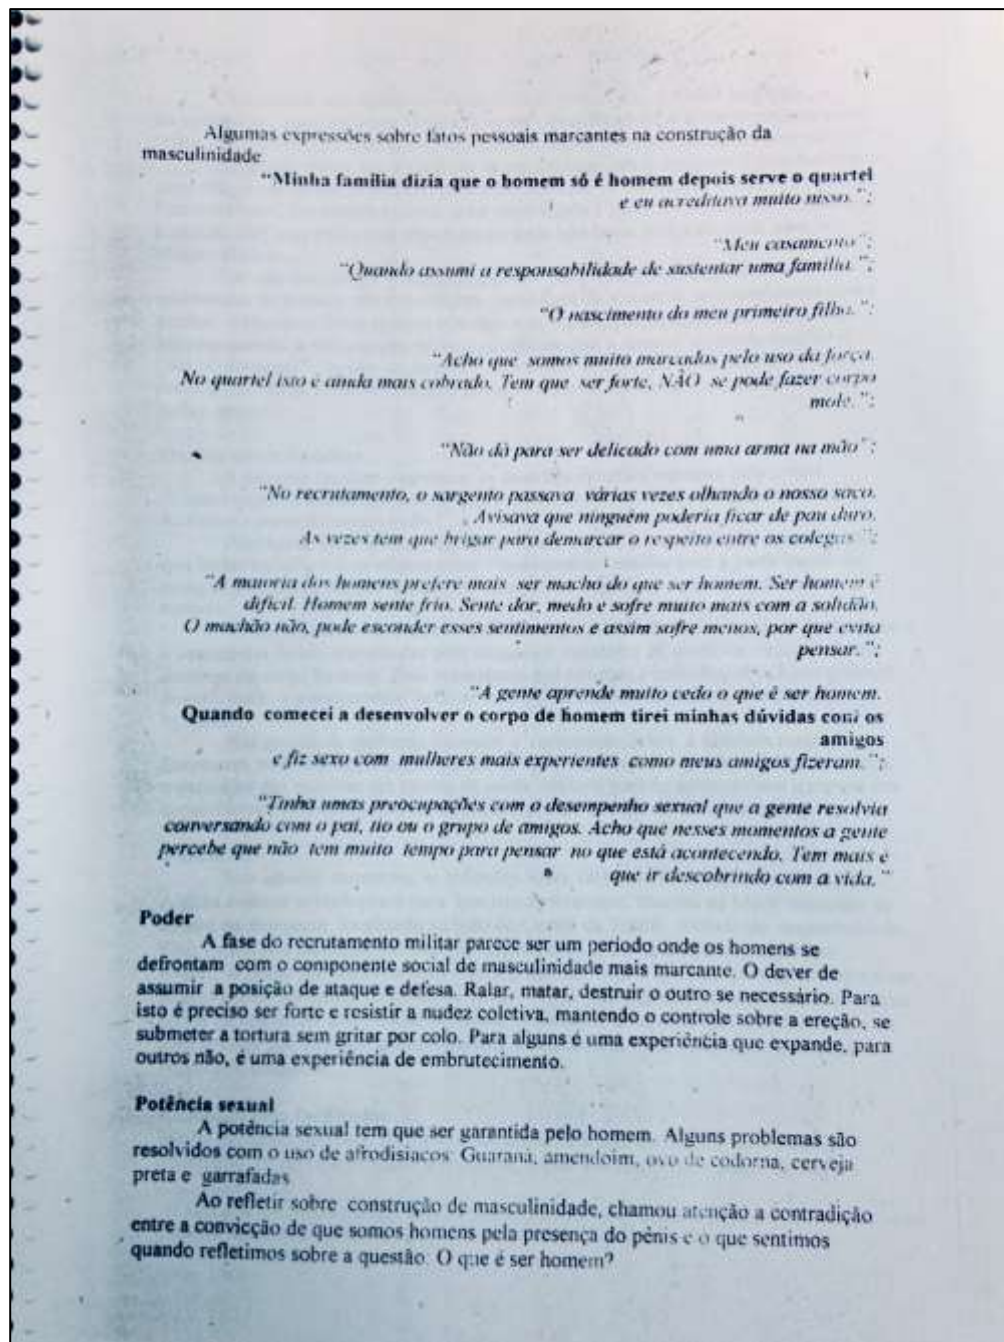 Algumas expressões sobre fatos pessoais marcantes na construção da
masculinidade.
"Minha família dizia que o homem só é homem depois serve o quartel
e eu acreditava muito nisso.";
"Meu casamento";
"Quando assumi a responsabilidade de sustentar uma família.";
"O nascimento do meu primeiro filho.";
"Acho que somos muito marcados pelo uso da força.
No quartel isto é ainda mais cobrado. Tem que ser forte, NÃO se pode fazer corpo
mole.";
"Não dá para ser delicado com uma arma na mão";
"No recrutamento, o sargento passava várias vezes olhando o nosso saco.
Avisava que ninguém poderia ficar de pau duro.
As vezes tem que brigar para demarcar o respeito entre os colegas.";
"A maioria dos homens prefere mais ser macho do que ser homem. Ser homem é
difícil. Homem sente frio. Sente dor, medo e sofre muito mais com a solidão.
O machão não, pode esconder esses sentimentos e assim sofre menos, por que evita
pensar.";
"A gente aprende muito cedo o que é ser homem.
Quando comecei a desenvolver o corpo de homem tirei minhas dúvidas com os
amigos
e fiz sexo com mulheres mais experientes como meus amigos fizeram.";
"Tinha umas preocupações com o desempenho sexual que a gente resolvia
conversando com o pai, tio ou o grupo de amigos. Acho que nesses momentos a gente
percebe que não tem muito tempo para pensar no que está acontecendo. Tem mais é
que ir descobrindo com a vida."
Poder
A fase do recrutamento militar parece ser um período onde os homens se
defrontam com o componente social de masculinidade mais marcante. O dever de
assumir a posição de ataque e defesa. Ralar, matar, destruir o outro se necessário. Para
isto é preciso ser forte e resistir a nudez coletiva, mantendo o controle sobre a ereção, se
submeter a tortura sem gritar por colo. Para alguns é uma experiência que expande, para
outros não, é uma experiência de embrutecimento.
Potência sexual
A potência sexual tem que ser garantida pelo homem. Alguns problemas são
resolvidos com o uso de afrodisíacos: Guaraná, amendoim, ovo de codorna, cerveja
preta e garrafadas
Ao refletir sobre construção de masculinidade, chamou atenção a contradição
entre a convicção de que somos homens pela presença do pênis e o que sentimos
quando refletimos sobre a questão. O que é ser homem?